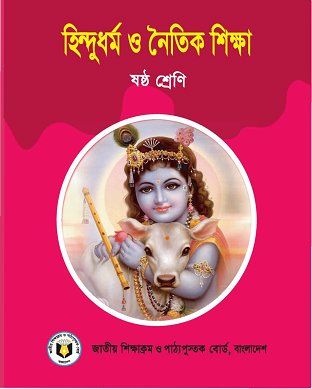 হিন্দুধর্ম ও নৈতিক শিক্ষা
ষষ্ঠ শ্রেণি
জাতীয় শিক্ষাক্রম ও পাঠ্যপুস্তক বোর্ড, বাংলাদেশ